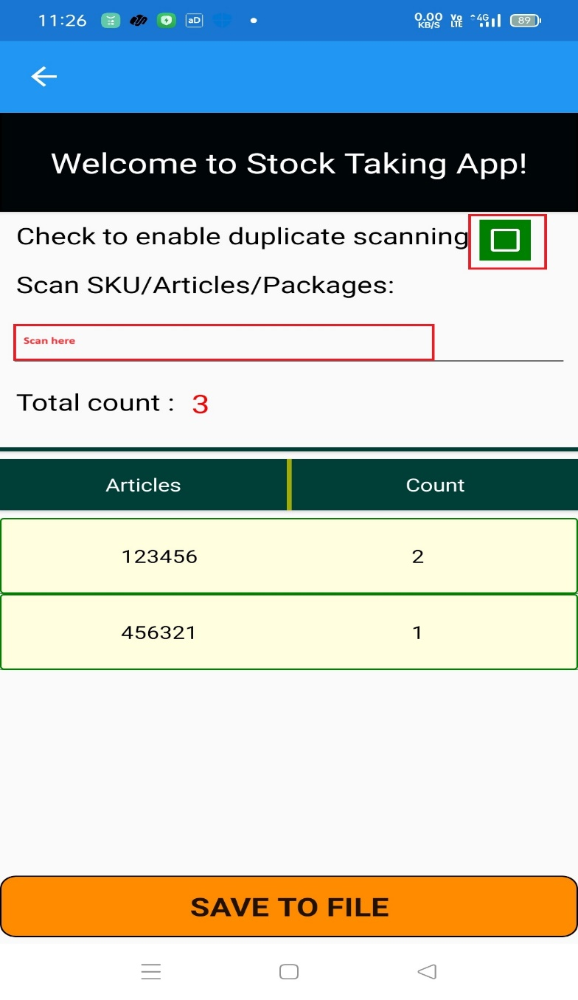 11:26 aD 0.00 KB/S Vo LTE 4G 89
Welcome to Stock Taking App!
Check to enable duplicate scanning
Scan SKU/Articles/Packages:
Scan here
Total count : 3
Articles Count
123456 2
456321 1
SAVE TO FILE